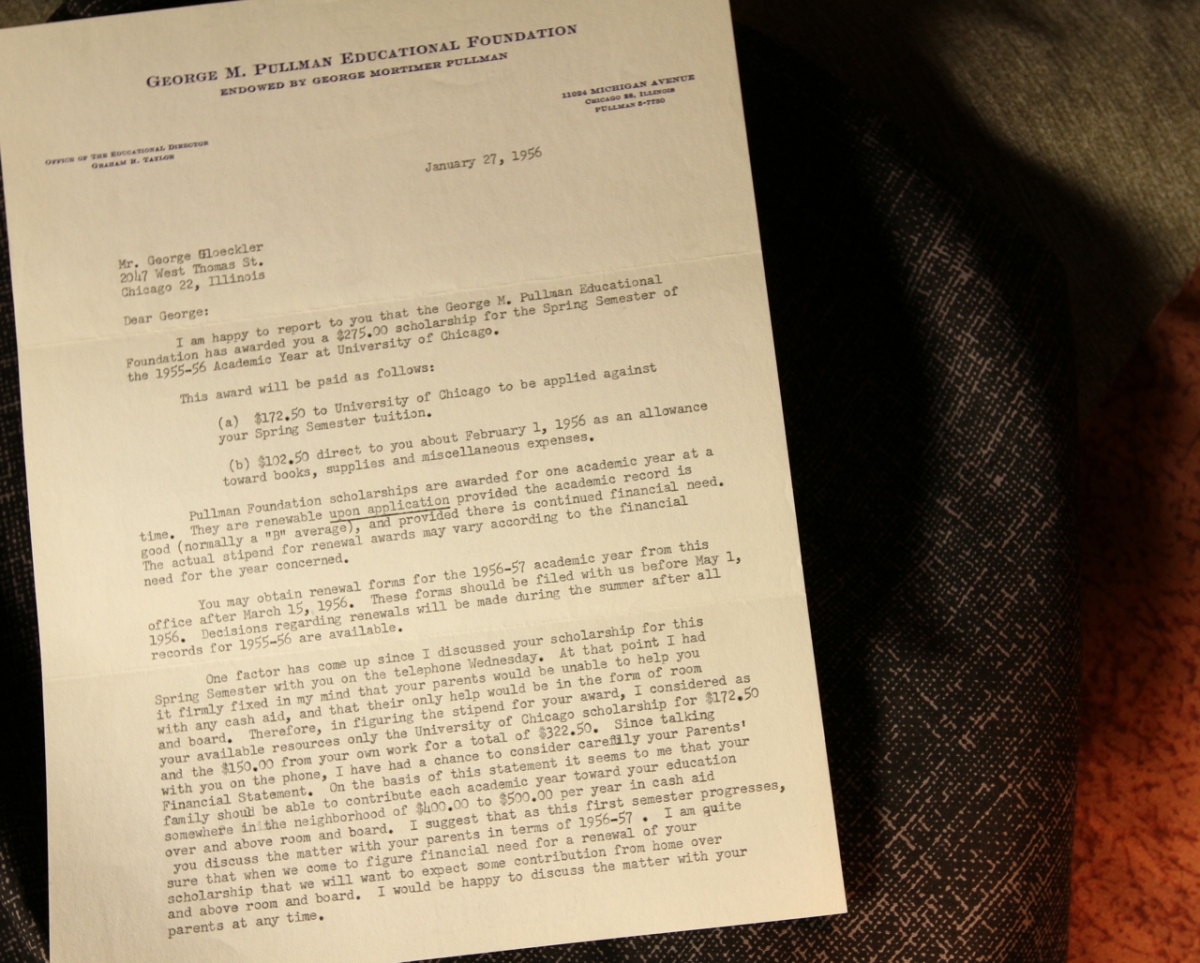 GEORGE M. PULLMAN EDUCATIONAL FOUNDATION
ENDOWED BY GEORGE MORTIMER PULLMAN
11024 MICHIGAN AVENUE
CHICAGO 28, ILLINOIS
PULLMAN 5-7750
OFFICE OF THE EDUCATIONAL DIRECTOR
GRAHAM R. TAYLOR
January 27, 1956
Mr. George Gloeckler
2047 West Thomas St.
Chicago 22, Illinois
Dear George:
I am happy to report to you that the George M. Pullman Educational
Foundation has awarded you a $275.00 scholarship for the Spring Semester of
the 1955-56 Academic Year at University of Chicago.
This award will be paid as follows:
(a) $172.50 to University of Chicago to be applied against
your Spring Semester tuition.
(b) $102.50 direct to you about February 1, 1956 as an allowance
toward books, supplies and miscellaneous expenses.
Pullman Foundation scholarships are awarded for one academic year at a
time. They are renewable upon application provided the academic record is
good (normally a "B" average), and provided there is continued financial need.
The actual stipend for renewal awards may vary according to the financial
need for the year concerned.
You may obtain renewal forms for the 1956-57 academic year from this
office after March 15, 1956. These forms should be filed with us before May 1,
1956. Decisions regarding renewals will be made during the summer after all
records for 1955-56 are available.
One factor has come up since I discussed your scholarship for this
Spring Semester with you on the telephone Wednesday. At that point I had
it firmly fixed in my mind that your parents would be unable to help you
with any cash aid, and that their only help would be in the form of room
and board. Therefore, in figuring the stipend for your award, I considered as
your available resources only the University of Chicago scholarship for $172.50
and the $150.00 from your own work for a total of $322.50. Since talking
with you on the phone, I have had a chance to consider carefully your Parents'
Financial Statement. On the basis of this statement it seems to me that your
family should be able to contribute each academic year toward your education
somewhere in the neighborhood of $400.00 to $500.00 per year in cash aid
over and above room and board. I suggest that as this first semester progresses,
you discuss the matter with your parents in terms of 1956-57 . I am quite
sure that when we come to figure financial need for a renewal of your
scholarship that we will want to expect some contribution from home over
and above room and board. I would be happy to discuss the matter with your
parents at any time.